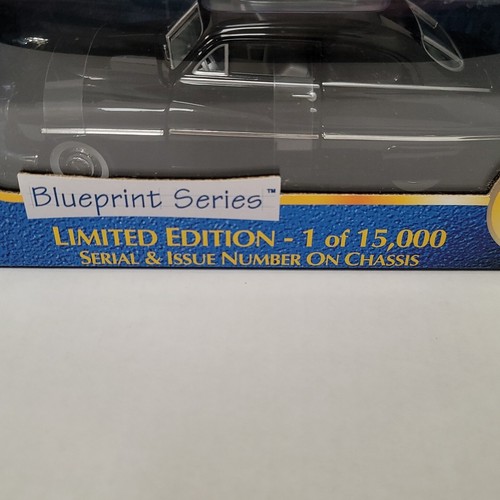 Blueprint Series™
LIMITED EDITION - 1 of 15,000
SERIAL & ISSUE NUMBER ON CHASSIS